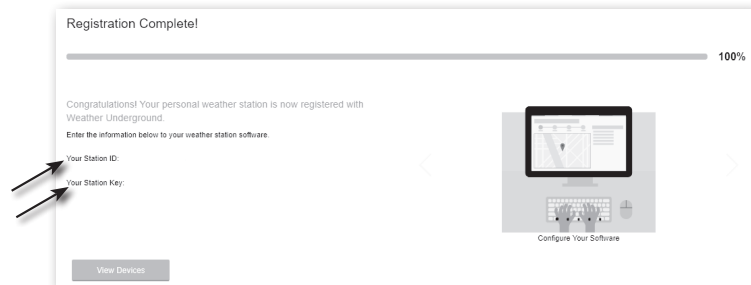 Registration Complete!
100%
Congratulations! Your personal weather station is now registered with
Weather Underground.
Enter the information below to your weather station software.
Your Station ID:
Your Station Key:
Configure Your Software
View Devices